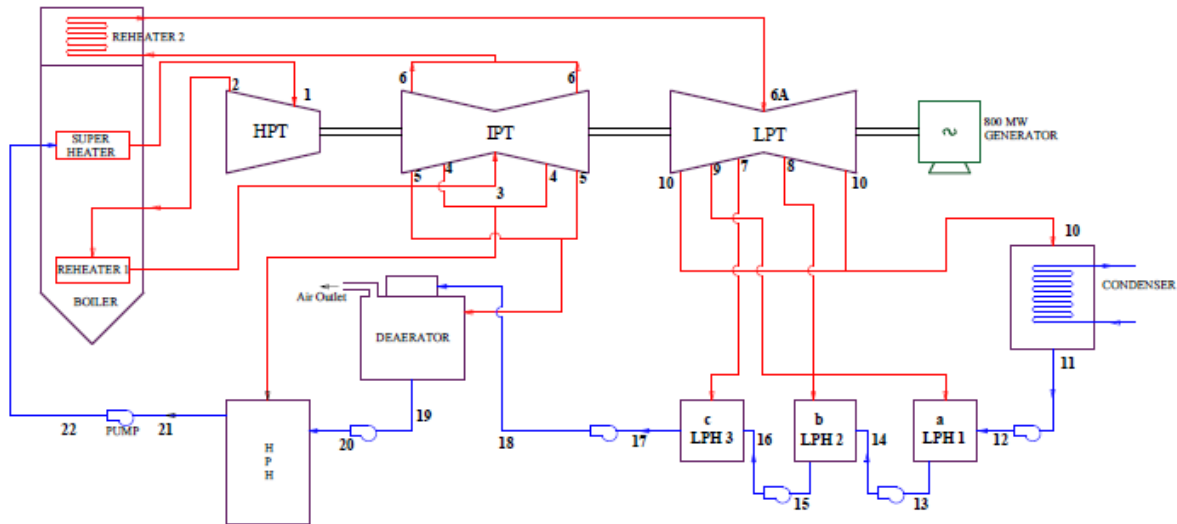 REHEATER 2
2
1
6
6
6A
HPT
IPT
LPT
800 MW
GENERATOR
~
SUPER
HEATER
5
4
3
4
5
10
9
7
8
10
10
REHEATER 1
BOILER
Air Outlet
DEAERATOR
CONDENSER
11
22
PUMP
21
H
P
H
20
19
18
17
c
LPH 3
16
15
b
LPH 2
14
13
a
LPH 1
12